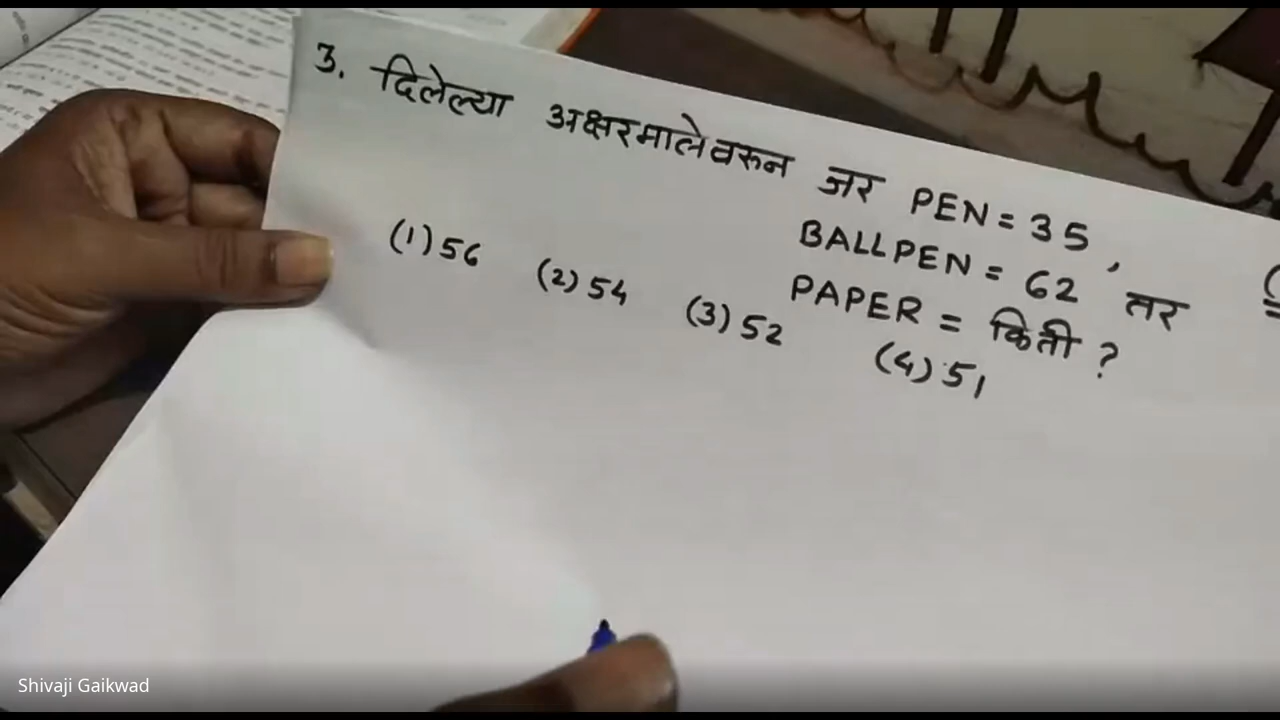 3. दिलेल्या अक्षरमालेवरून जर PEN = 35,
BALLPEN = 62 तर
PAPER = किती ?
(1) 56 (2) 54 (3) 52 (4) 51
Shivaji Gaikwad